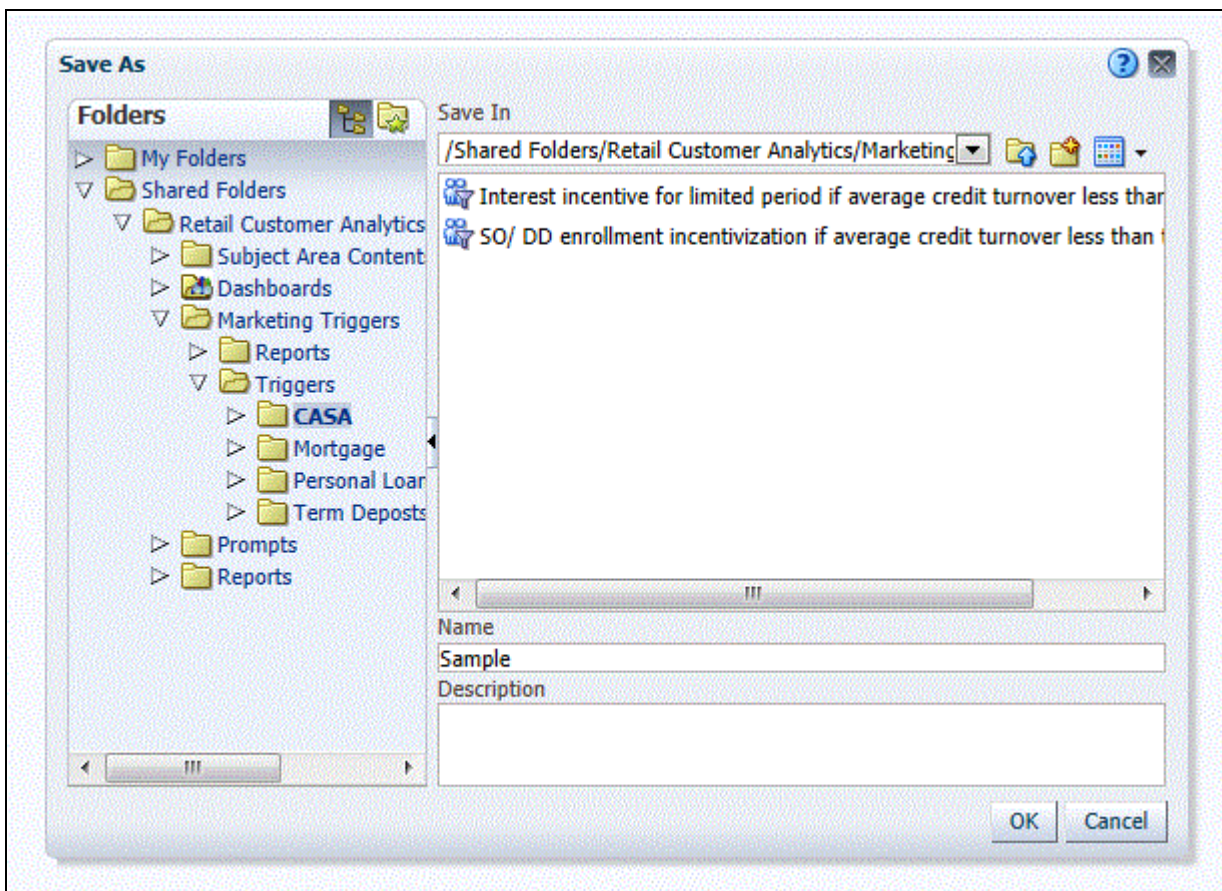 Save As
Folders
My Folders
Shared Folders
Retail Customer Analytics
Subject Area Content
Dashboards
Marketing Triggers
Reports
Triggers
CASA
Mortgage
Personal Loar
Term Deposts
Prompts
Reports
Save In
/Shared Folders/Retail Customer Analytics/Marketing
Interest incentive for limited period if average credit turnover less than
SO/ DD enrollment incentivization if average credit turnover less than t
Name
Sample
Description
OK Cancel